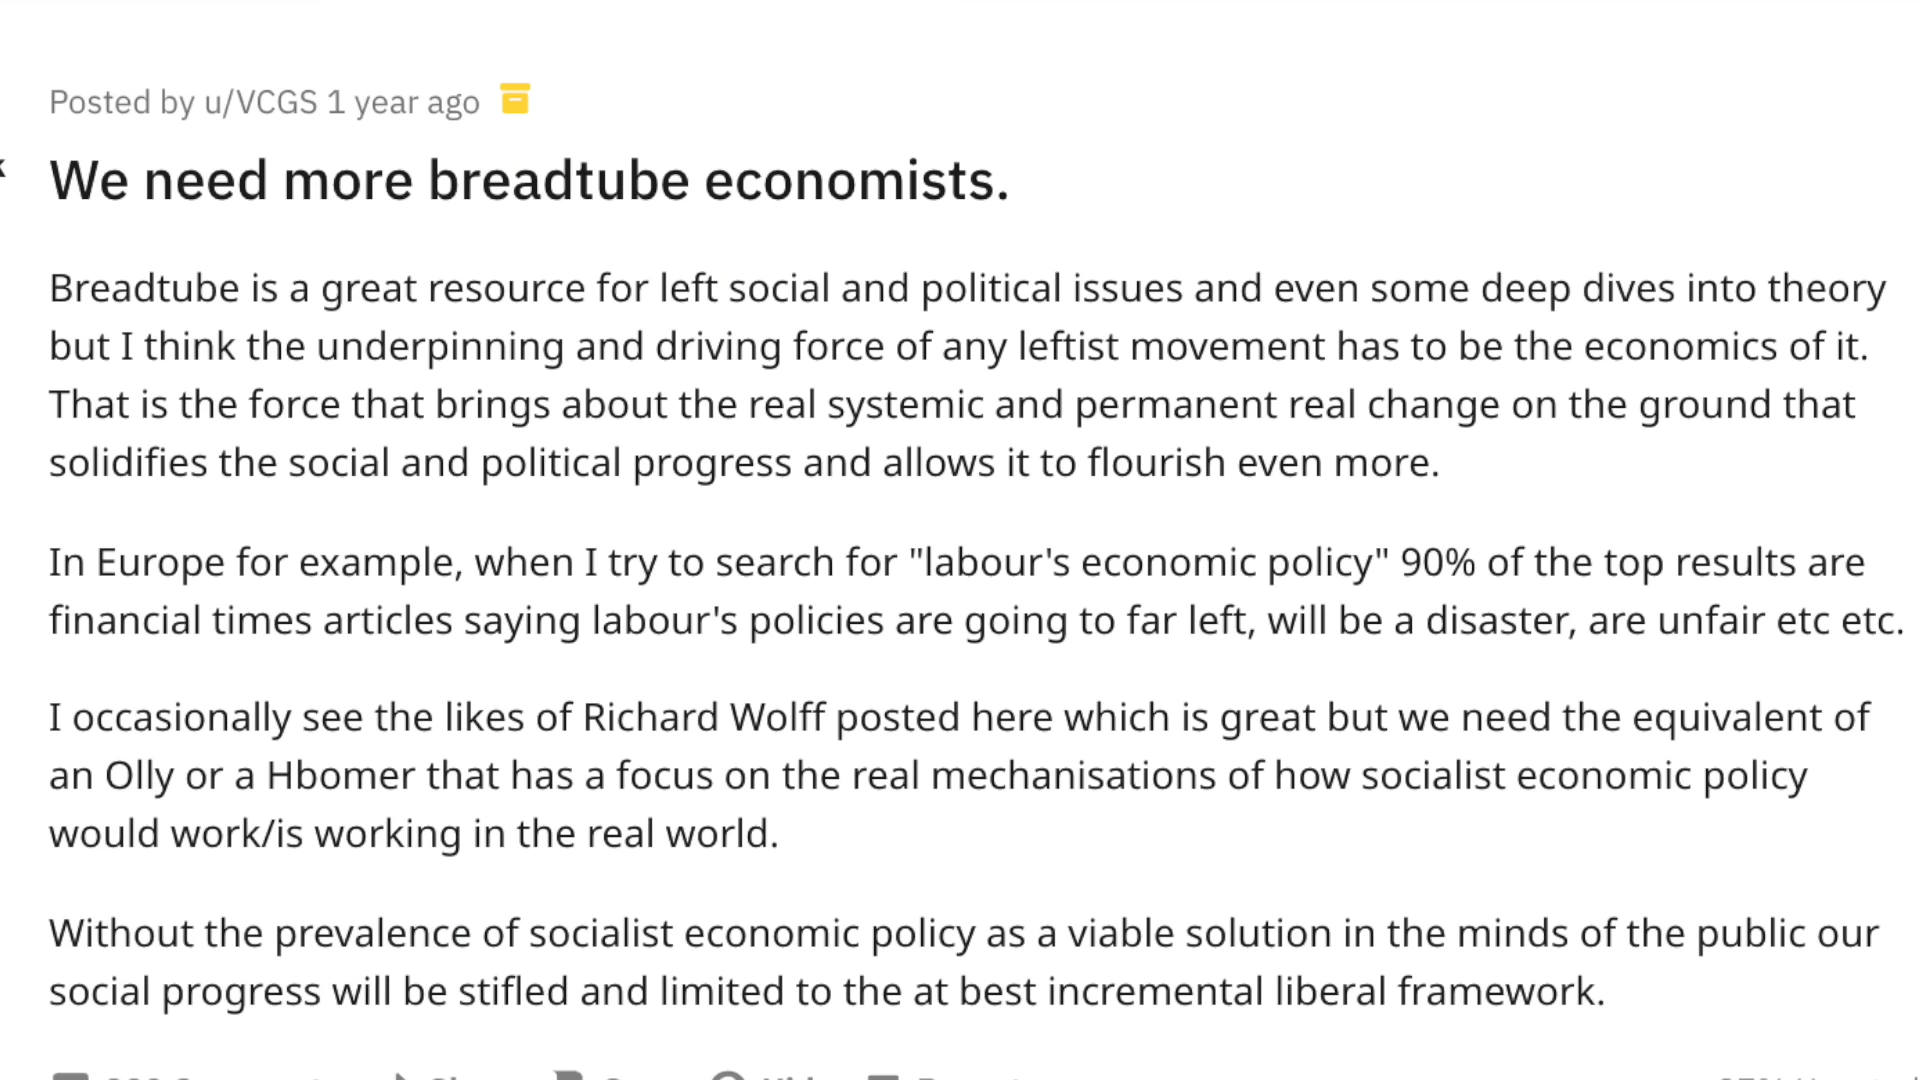 Posted by u/VCGS 1 year ago
We need more breadtube economists.
Breadtube is a great resource for left social and political issues and even some deep dives into theory
but I think the underpinning and driving force of any leftist movement has to be the economics of it.
That is the force that brings about the real systemic and permanent real change on the ground that
solidifies the social and political progress and allows it to flourish even more.
In Europe for example, when I try to search for "labour's economic policy" 90% of the top results are
financial times articles saying labour's policies are going to far left, will be a disaster, are unfair etc etc.
I occasionally see the likes of Richard Wolff posted here which is great but we need the equivalent of
an Olly or a Hbomer that has a focus on the real mechanisations of how socialist economic policy
would work/is working in the real world.
Without the prevalence of socialist economic policy as a viable solution in the minds of the public our
social progress will be stifled and limited to the at best incremental liberal framework.